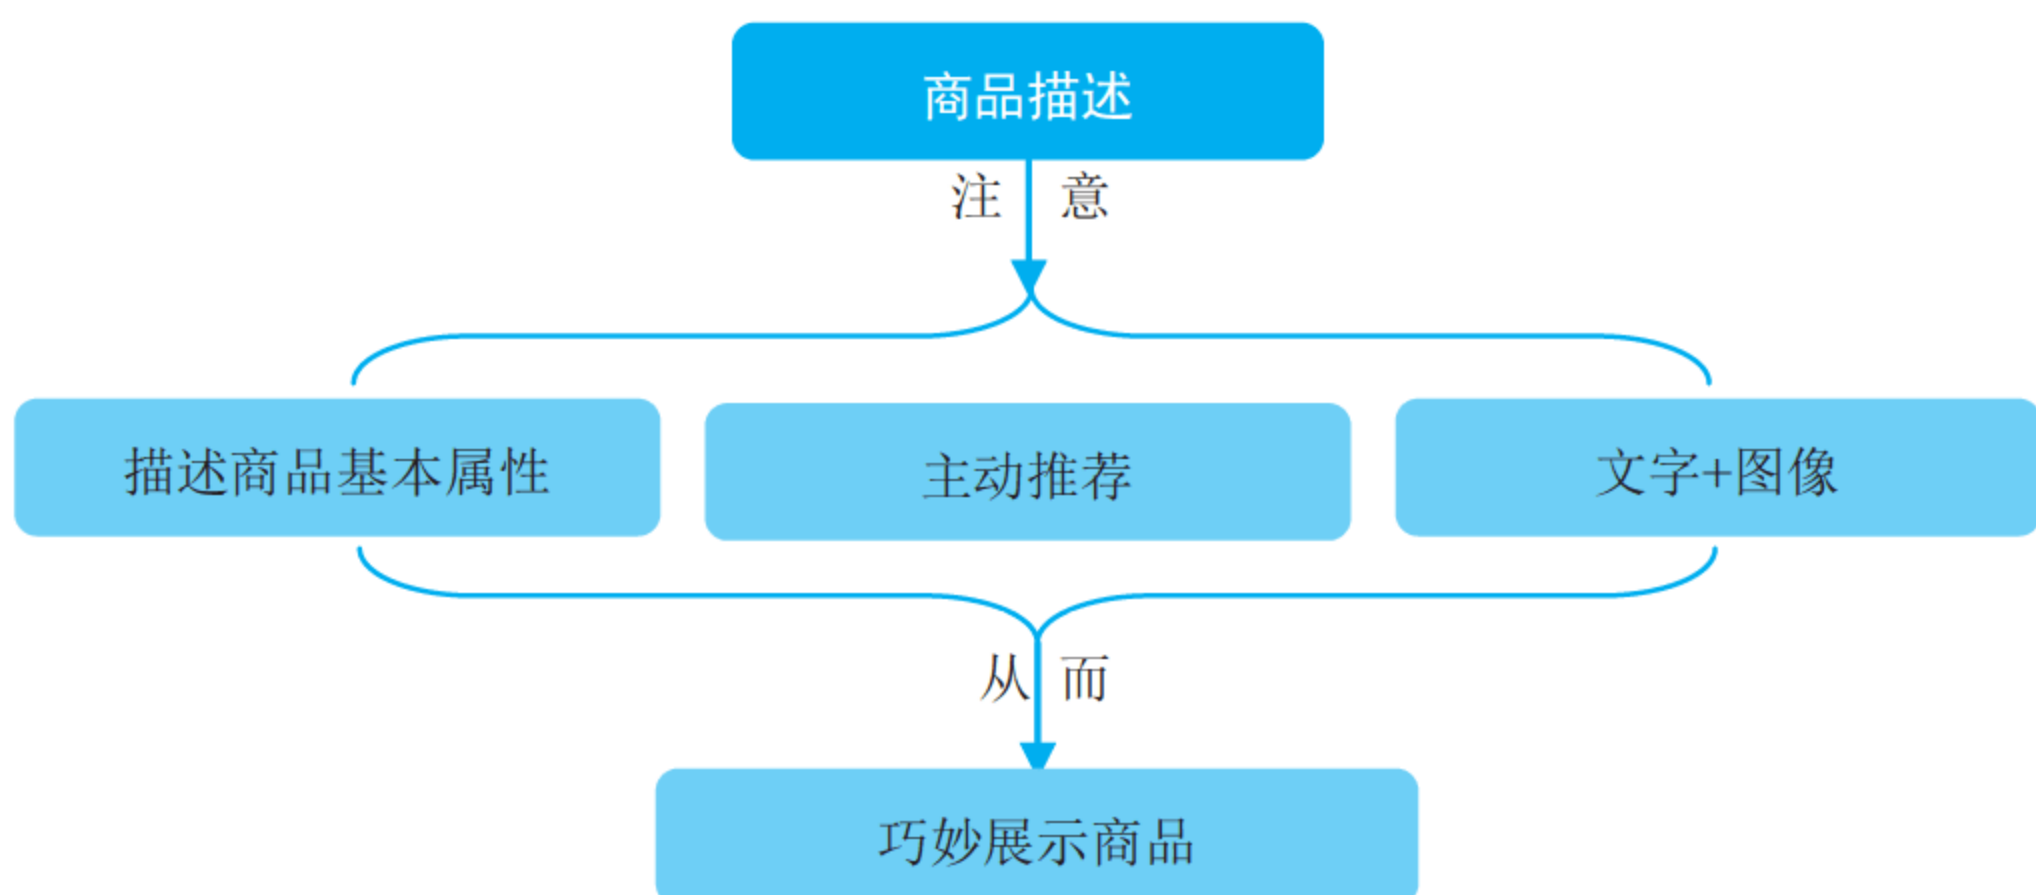 商品描述
注 意
描述商品基本属性 主动推荐 文字+图像
从 而
巧妙展示商品